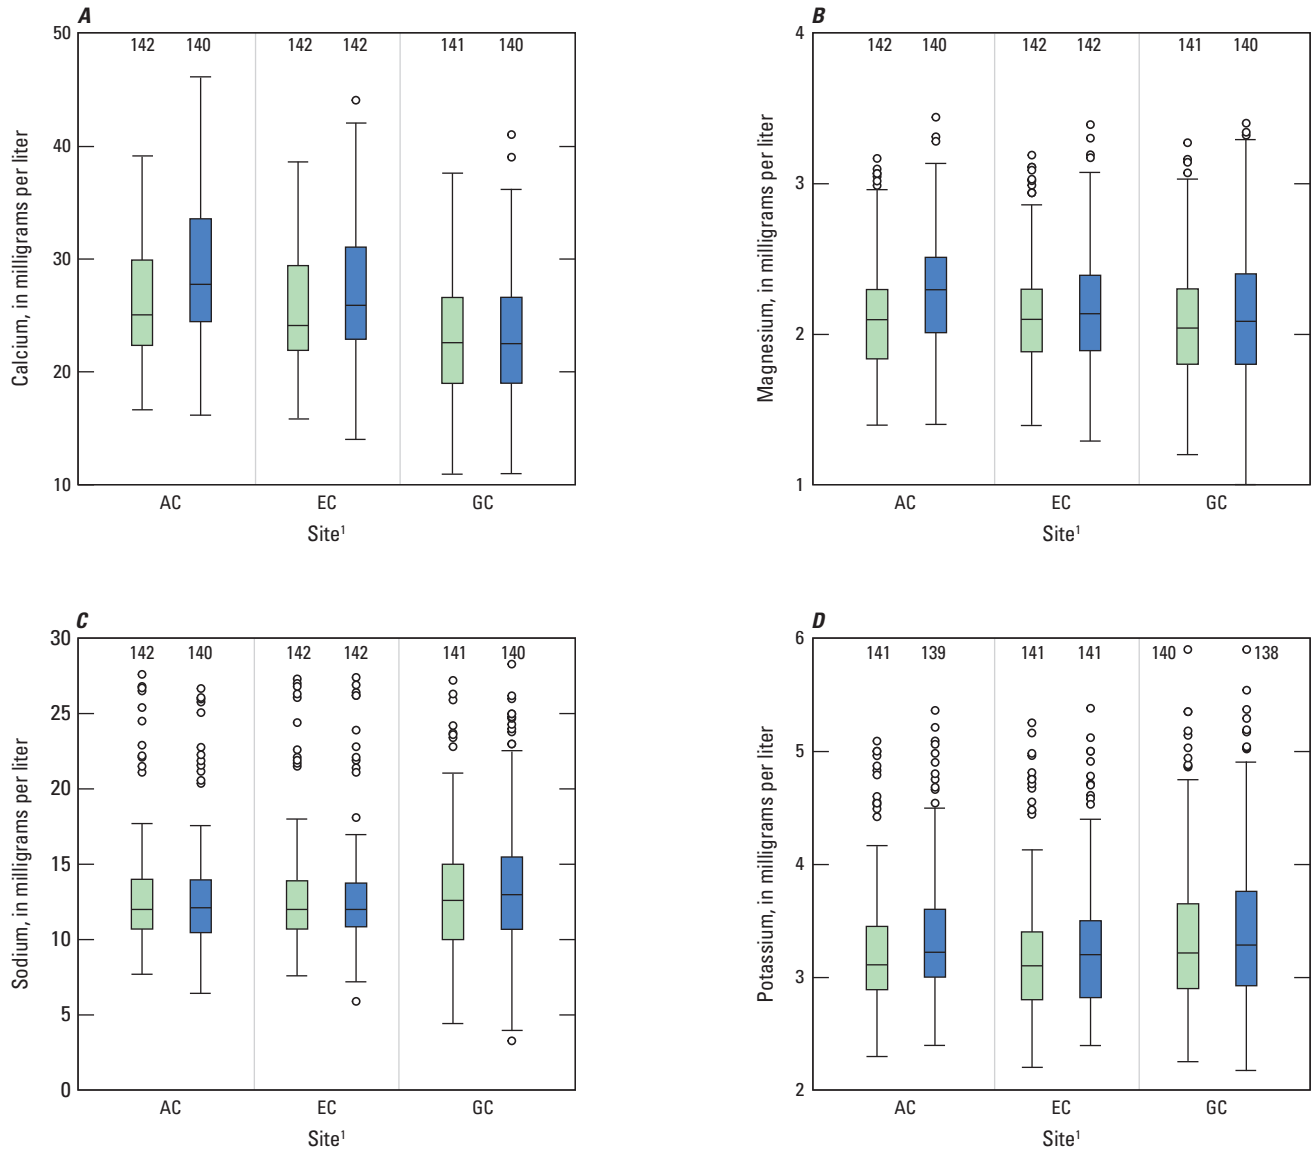 A
50
40
30
20
10
142 140 142 142 141 140
Calcium, in milligrams per liter
AC EC GC
Site¹
B
4
3
2
1
142 140 142 142 141 140
Magnesium, in milligrams per liter
AC EC GC
Site¹
C
30
25
20
15
10
5
0
142 140 142 142 141 140
Sodium, in milligrams per liter
AC EC GC
Site¹
D
6
5
4
3
2
141 139 141 141 140 138
Potassium, in milligrams per liter
AC EC GC
Site¹